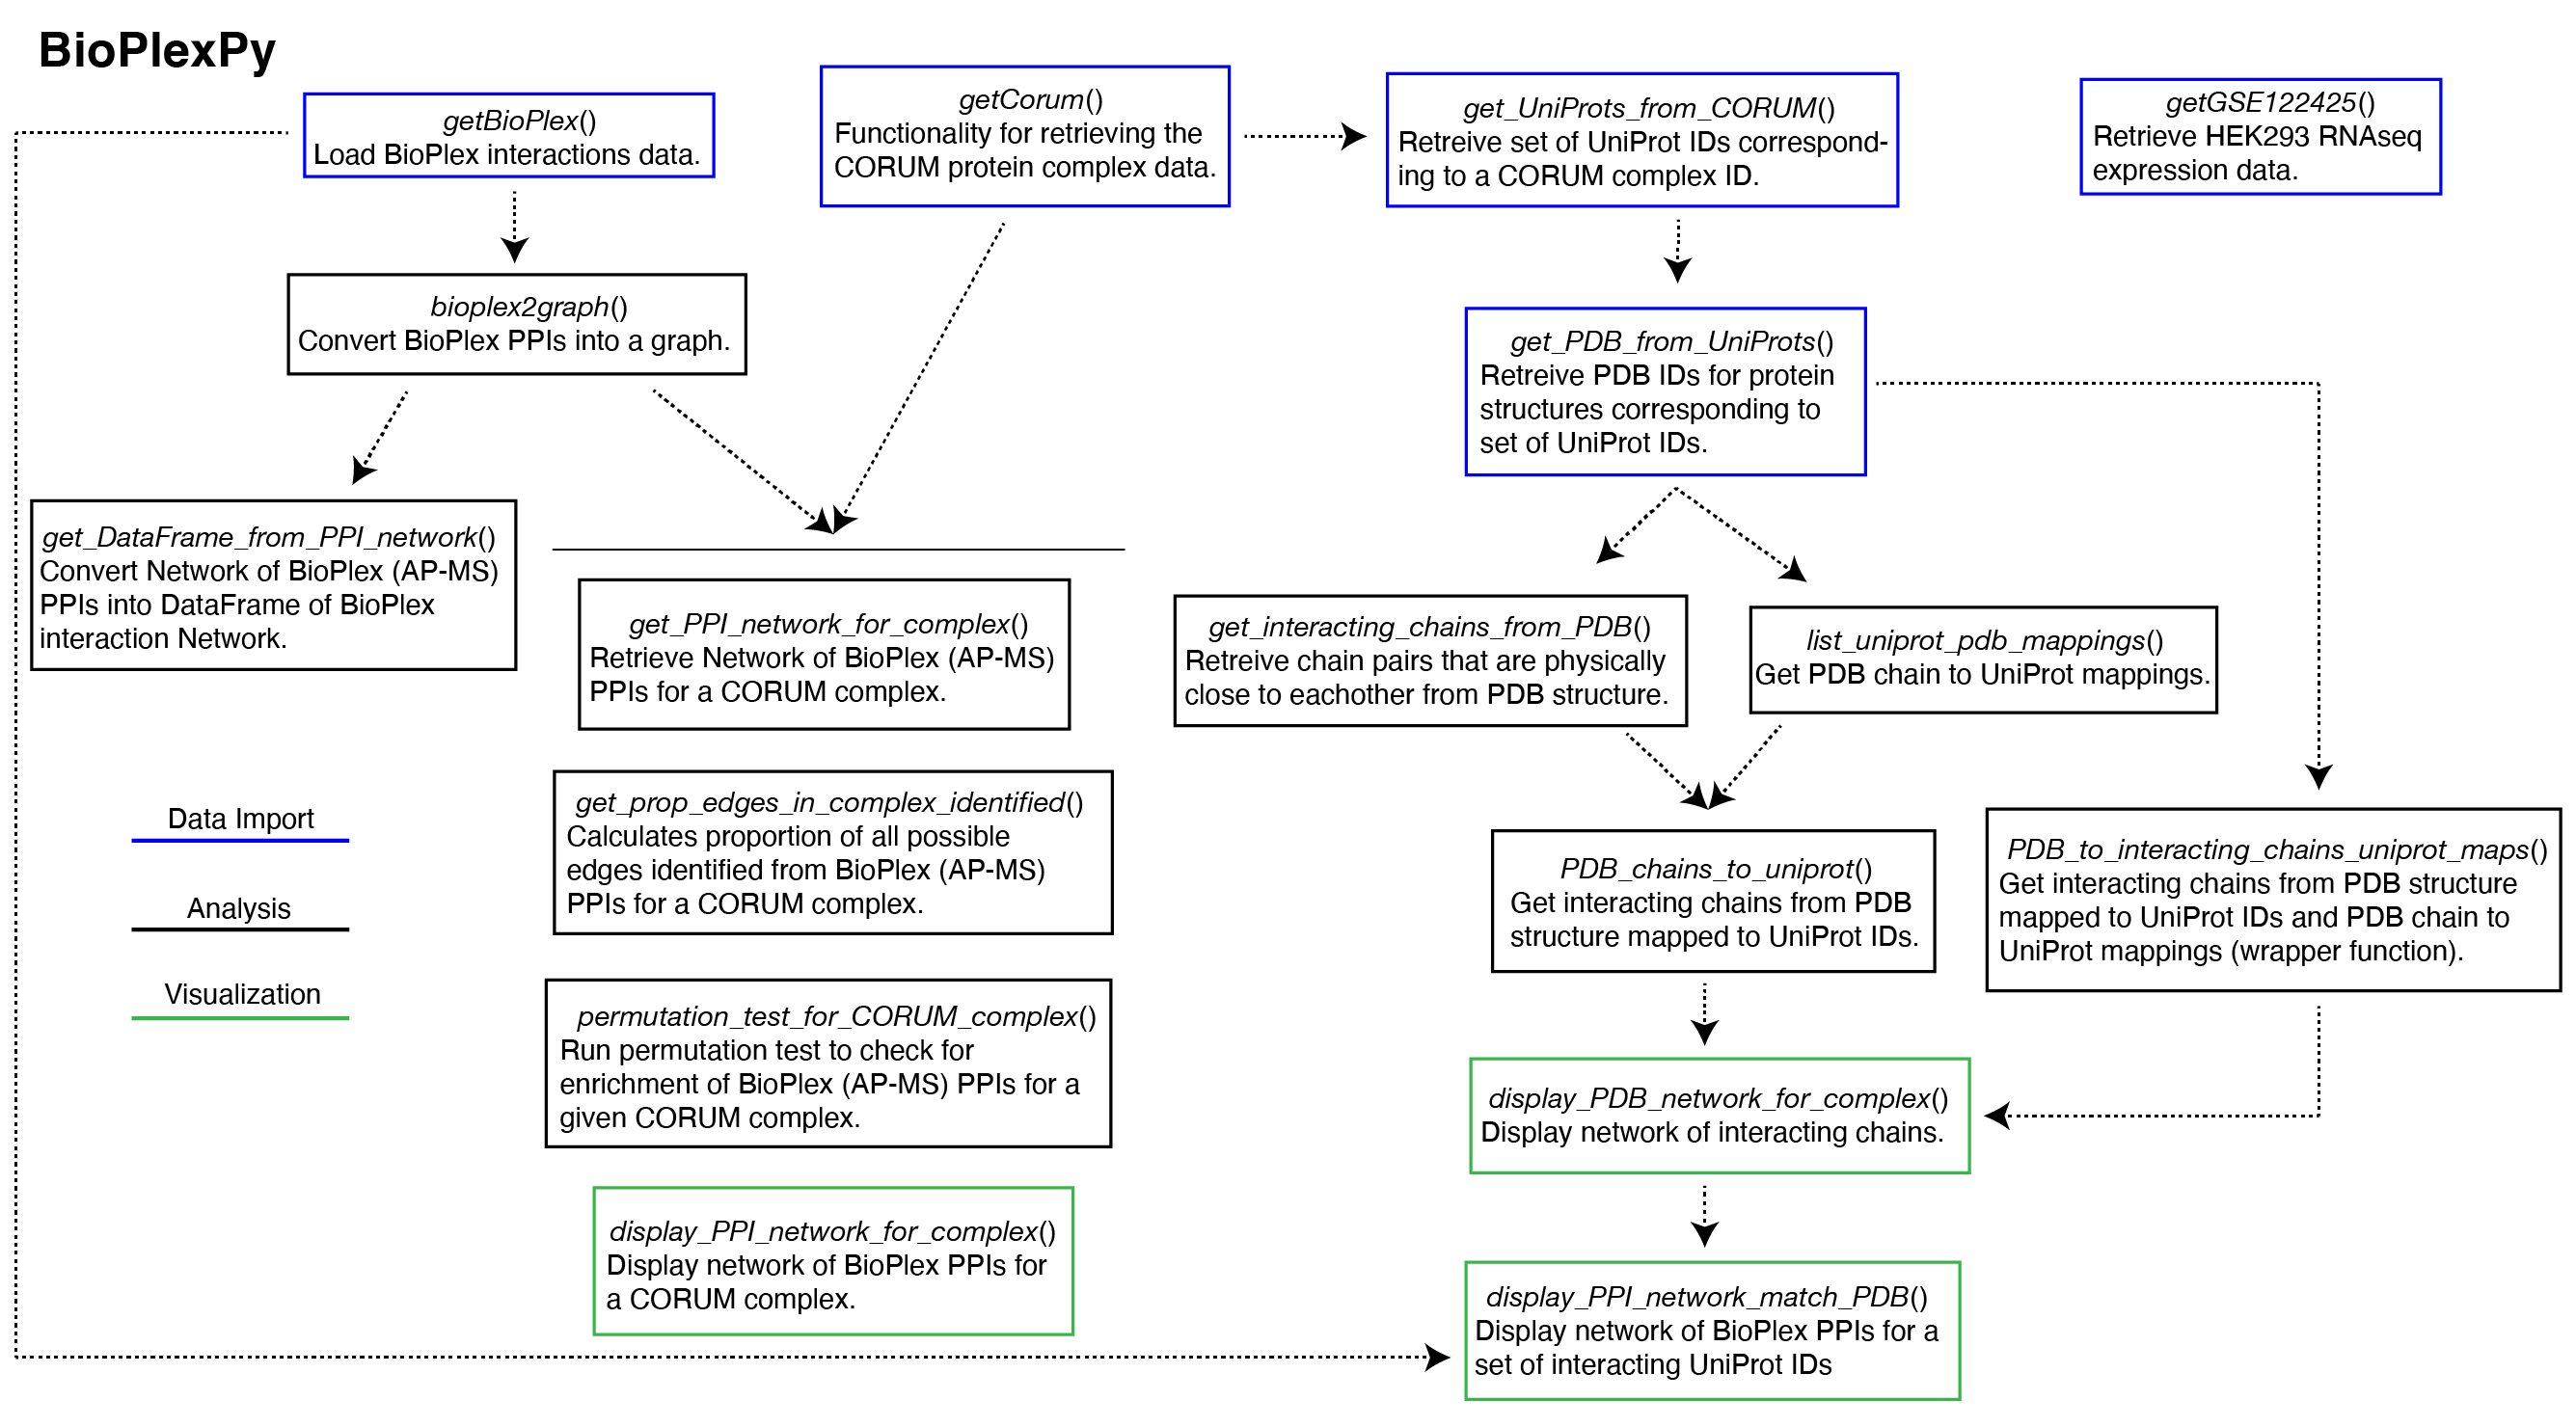 BioPlexPy
getBioPlex()
Load BioPlex interactions data.
getCorum()
Functionality for retrieving the
CORUM protein complex data.
get_UniProts_from_CORUM()
Retreive set of UniProt IDs correspond-
ing to a CORUM complex ID.
getGSE122425()
Retrieve HEK293 RNAseq
expression data.
bioplex2graph()
Convert BioPlex PPIs into a graph.
get_PDB_from_UniProts()
Retreive PDB IDs for protein
structures corresponding to
set of UniProt IDs.
get_DataFrame_from_PPI_network()
Convert Network of BioPlex (AP-MS)
PPIs into DataFrame of BioPlex
interaction Network.
get_PPI_network_for_complex()
Retrieve Network of BioPlex (AP-MS)
PPIs for a CORUM complex.
get_interacting_chains_from_PDB()
Retreive chain pairs that are physically
close to eachother from PDB structure.
list_uniprot_pdb_mappings()
Get PDB chain to UniProt mappings.
Data Import
Analysis
Visualization
get_prop_edges_in_complex_identified()
Calculates proportion of all possible
edges identified from BioPlex (AP-MS)
PPIs for a CORUM complex.
PDB_chains_to_uniprot()
Get interacting chains from PDB
structure mapped to UniProt IDs.
PDB_to_interacting_chains_uniprot_maps()
Get interacting chains from PDB structure
mapped to UniProt IDs and PDB chain to
UniProt mappings (wrapper function).
permutation_test_for_CORUM_complex()
Run permutation test to check for
enrichment of BioPlex (AP-MS) PPIs for a
given CORUM complex.
display_PDB_network_for_complex()
Display network of interacting chains.
display_PPI_network_for_complex()
Display network of BioPlex PPIs for
a CORUM complex.
display_PPI_network_match_PDB()
Display network of BioPlex PPIs for a
set of interacting UniProt IDs